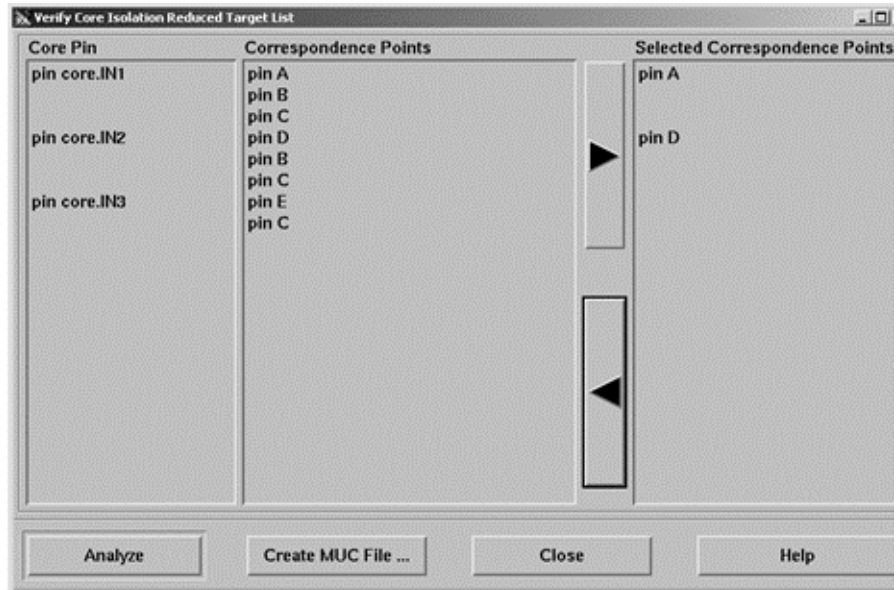 Verify Core Isolation Reduced Target List
Core Pin Correspondence Points Selected Correspondence Points
pin core.IN1 pin A pin A
pin B
pin C
pin core.IN2 pin D pin D
pin B
pin C
pin core.IN3 pin E
pin C
Analyze Create MUC File ... Close Help